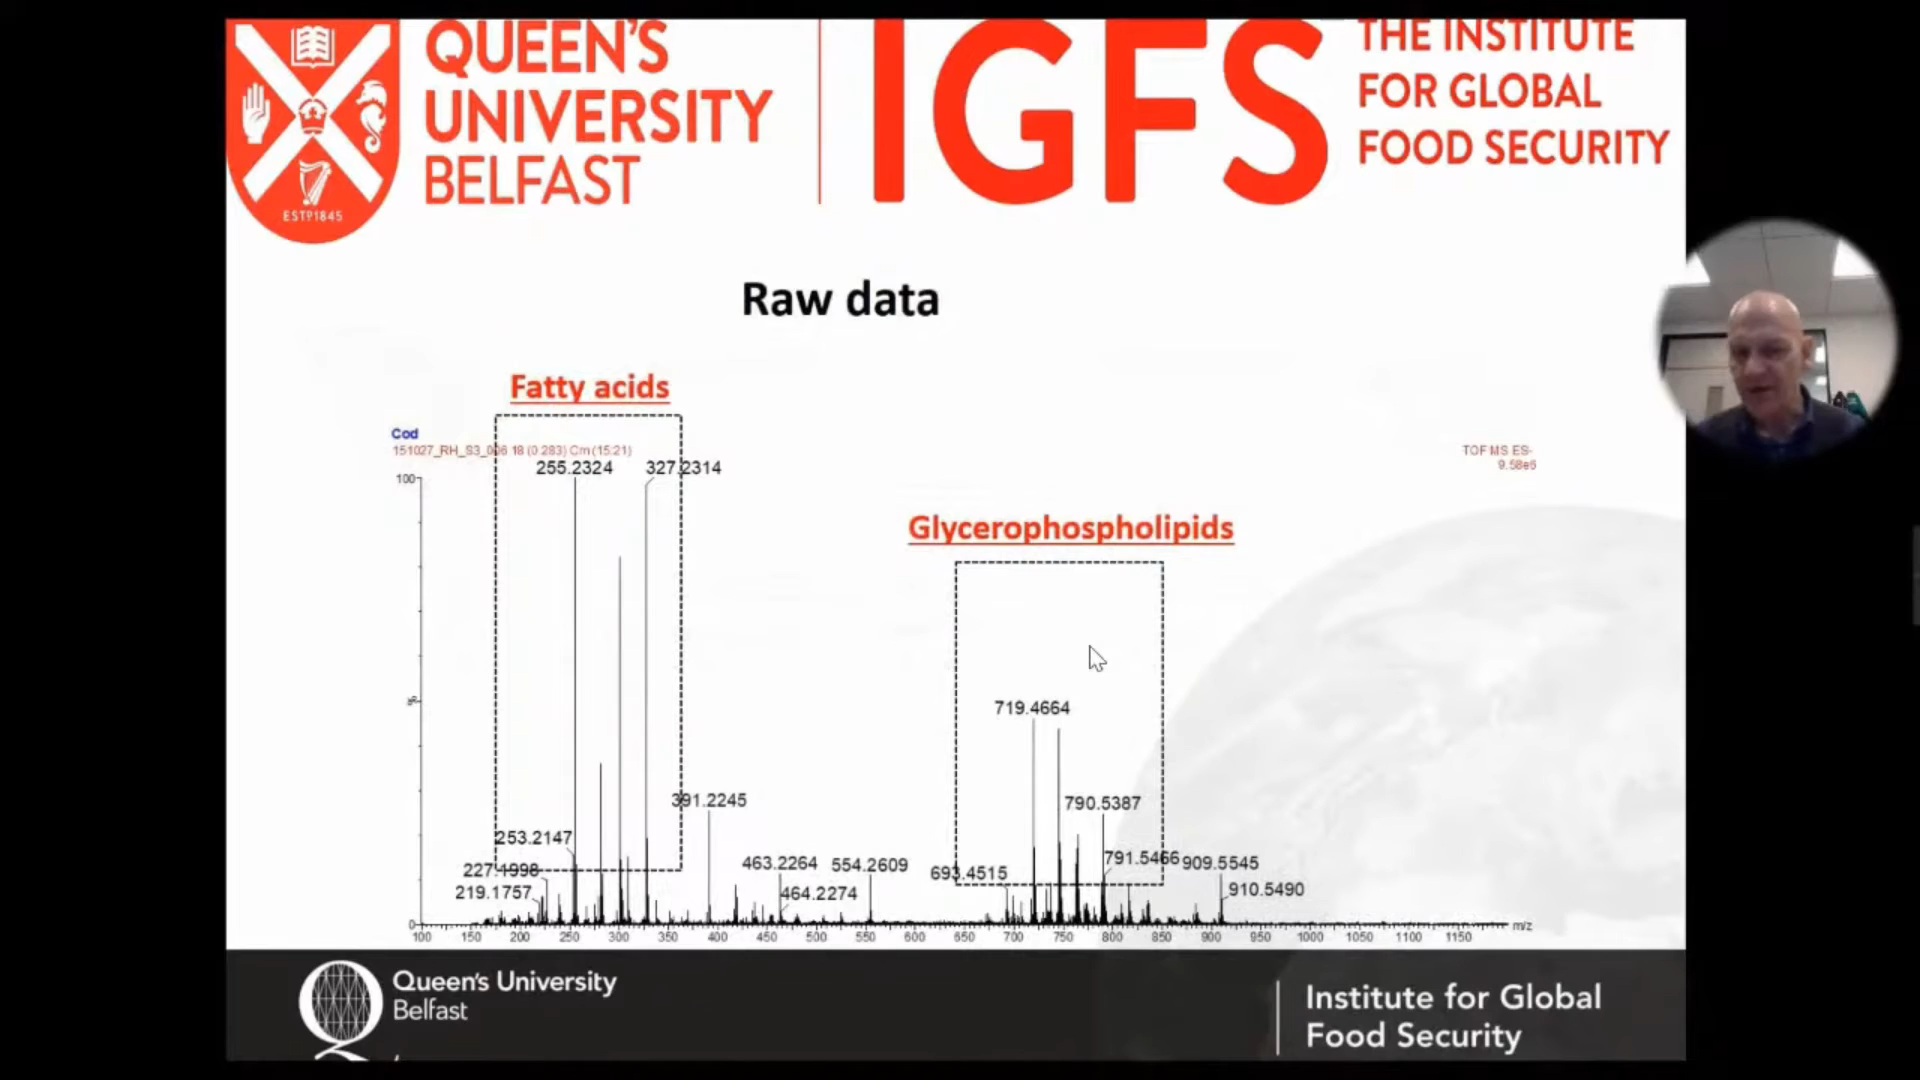 QUEEN'S
UNIVERSITY
BELFAST
ESTD1845
IGFS
THE INSTITUTE
FOR GLOBAL
FOOD SECURITY
Raw data
Fatty acids
Cod
151027_RH_S3_006 18 (0.283) Cm (15:21)
TOF MS ES-
9.58e6
255.2324
327.2314
100
Glycerophospholipids
%
719.4664
391.2245
790.5387
253.2147
227.1998
219.1757
463.2264
464.2274
554.2609
693.4515
791.5466
909.5545
910.5490
0
100 150 200 250 300 350 400 450 500 550 600 650 700 750 800 850 900 950 1000 1050 1100 1150 m/z
Queen's University
Belfast
Institute for Global
Food Security